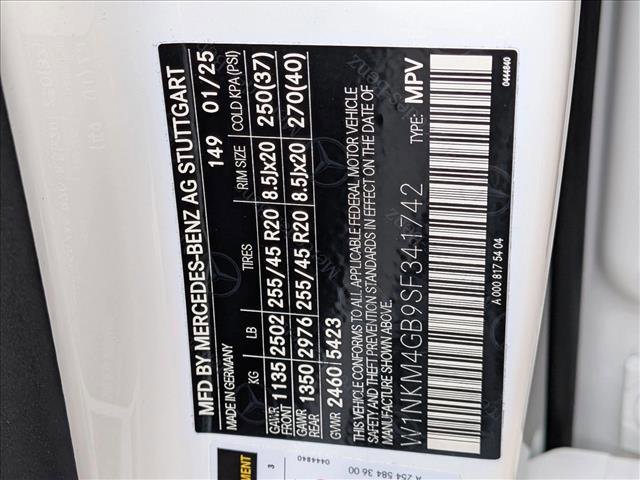 MFD BY MERCEDES-BENZ AG STUTTGART
MADE IN GERMANY 149 01/25
KG LB TIRES RIM SIZE COLD KPA(PSI)
GAWR FRONT 1135 2502 255/45 R20 8.5Jx20 250(37)
GAWR REAR 1350 2976 255/45 R20 8.5Jx20 270(40)
GVWR 2460 5423
THIS VEHICLE CONFORMS TO ALL APPLICABLE FEDERAL MOTOR VEHICLE
SAFETY AND THEFT PREVENTION STANDARDS IN EFFECT ON THE DATE OF
MANUFACTURE SHOWN ABOVE.
W1NKM4GB9SF341742 TYPE: MPV
A 000 817 54 04 0444840
3 0444840
A 254 584 36 00